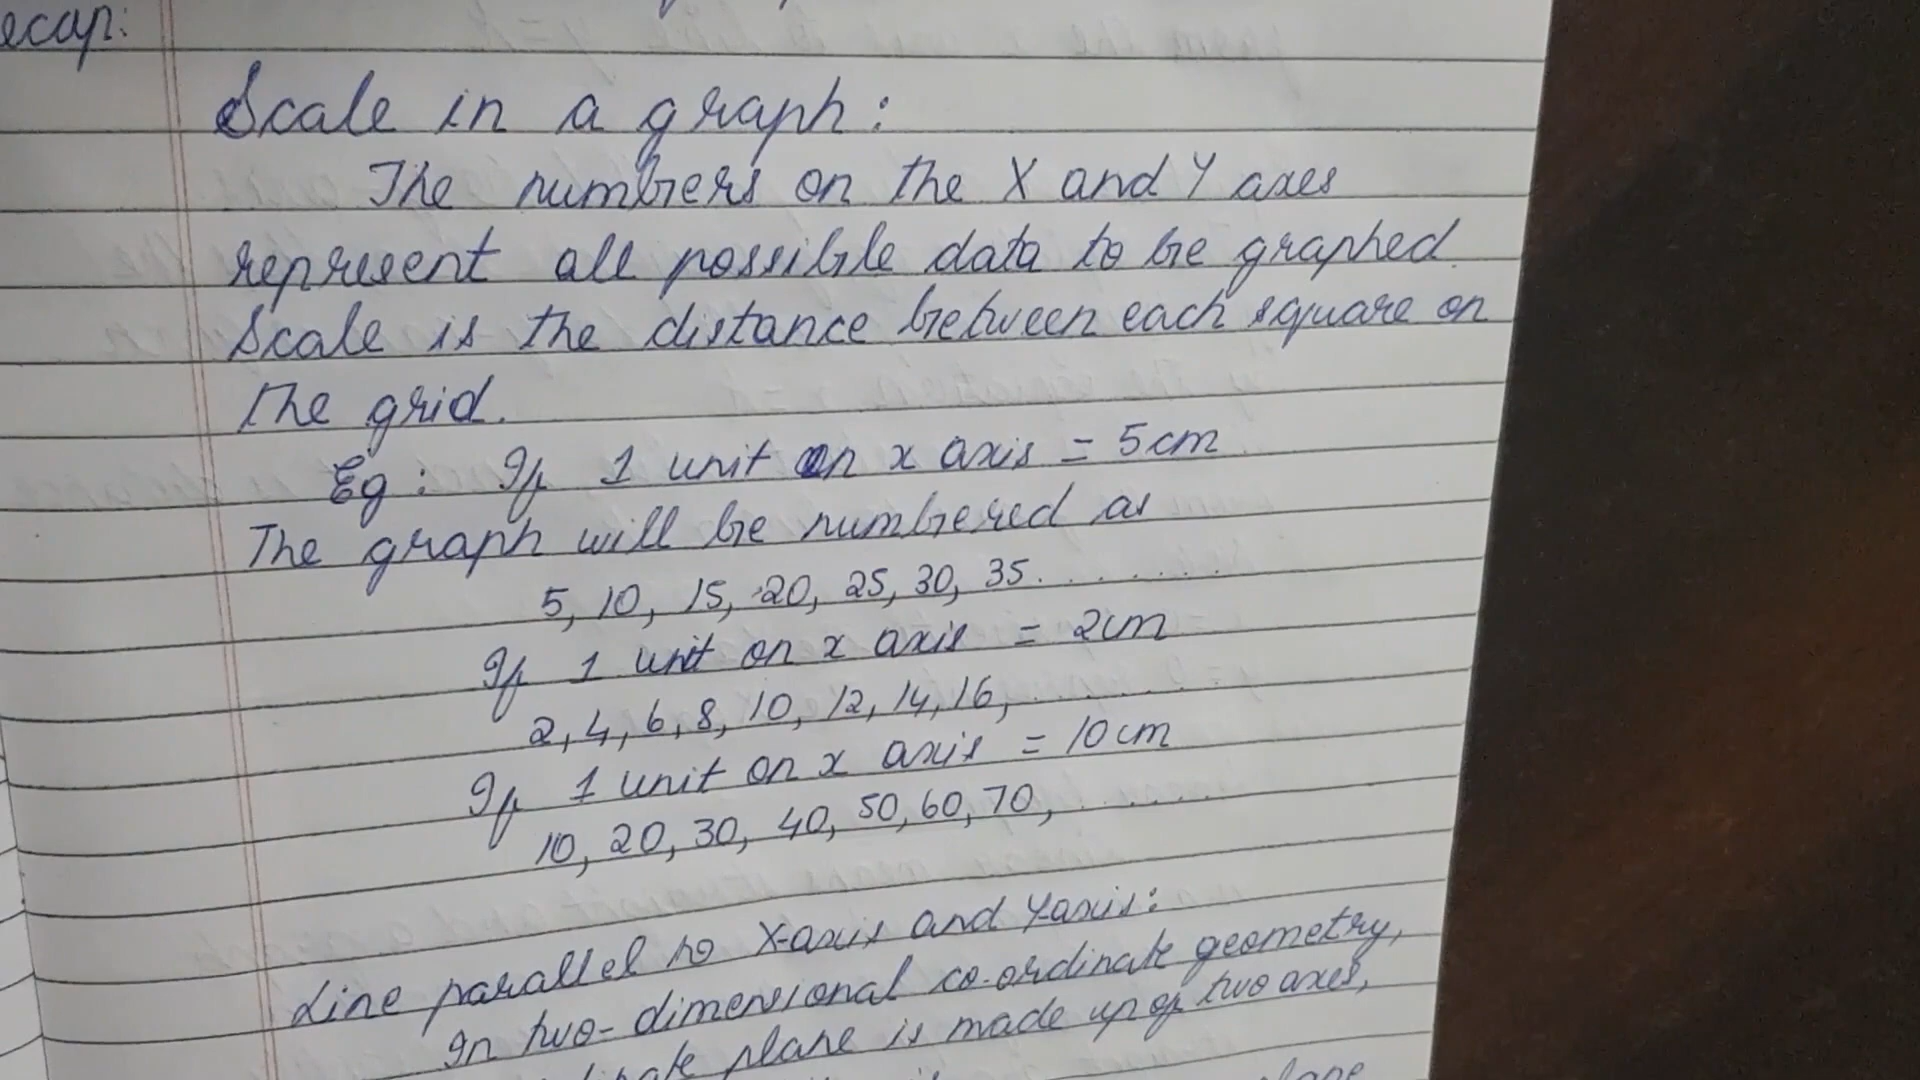 ecap:
Scale in a graph:
The numbers on the X and Y axes
represent all possible data to be graphed.
Scale is the distance between each square on
the grid.
Eg: If 1 unit on x axis = 5cm
The graph will be numbered as
5, 10, 15, 20, 25, 30, 35.......
If 1 unit on x axis = 2cm
2, 4, 6, 8, 10, 12, 14, 16,.......
If 1 unit on x axis = 10cm
10, 20, 30, 40, 50, 60, 70,.......
Line parallel to X-axis and Y-axis:
In two-dimensional co-ordinate geometry,
plane is made up of two axes,